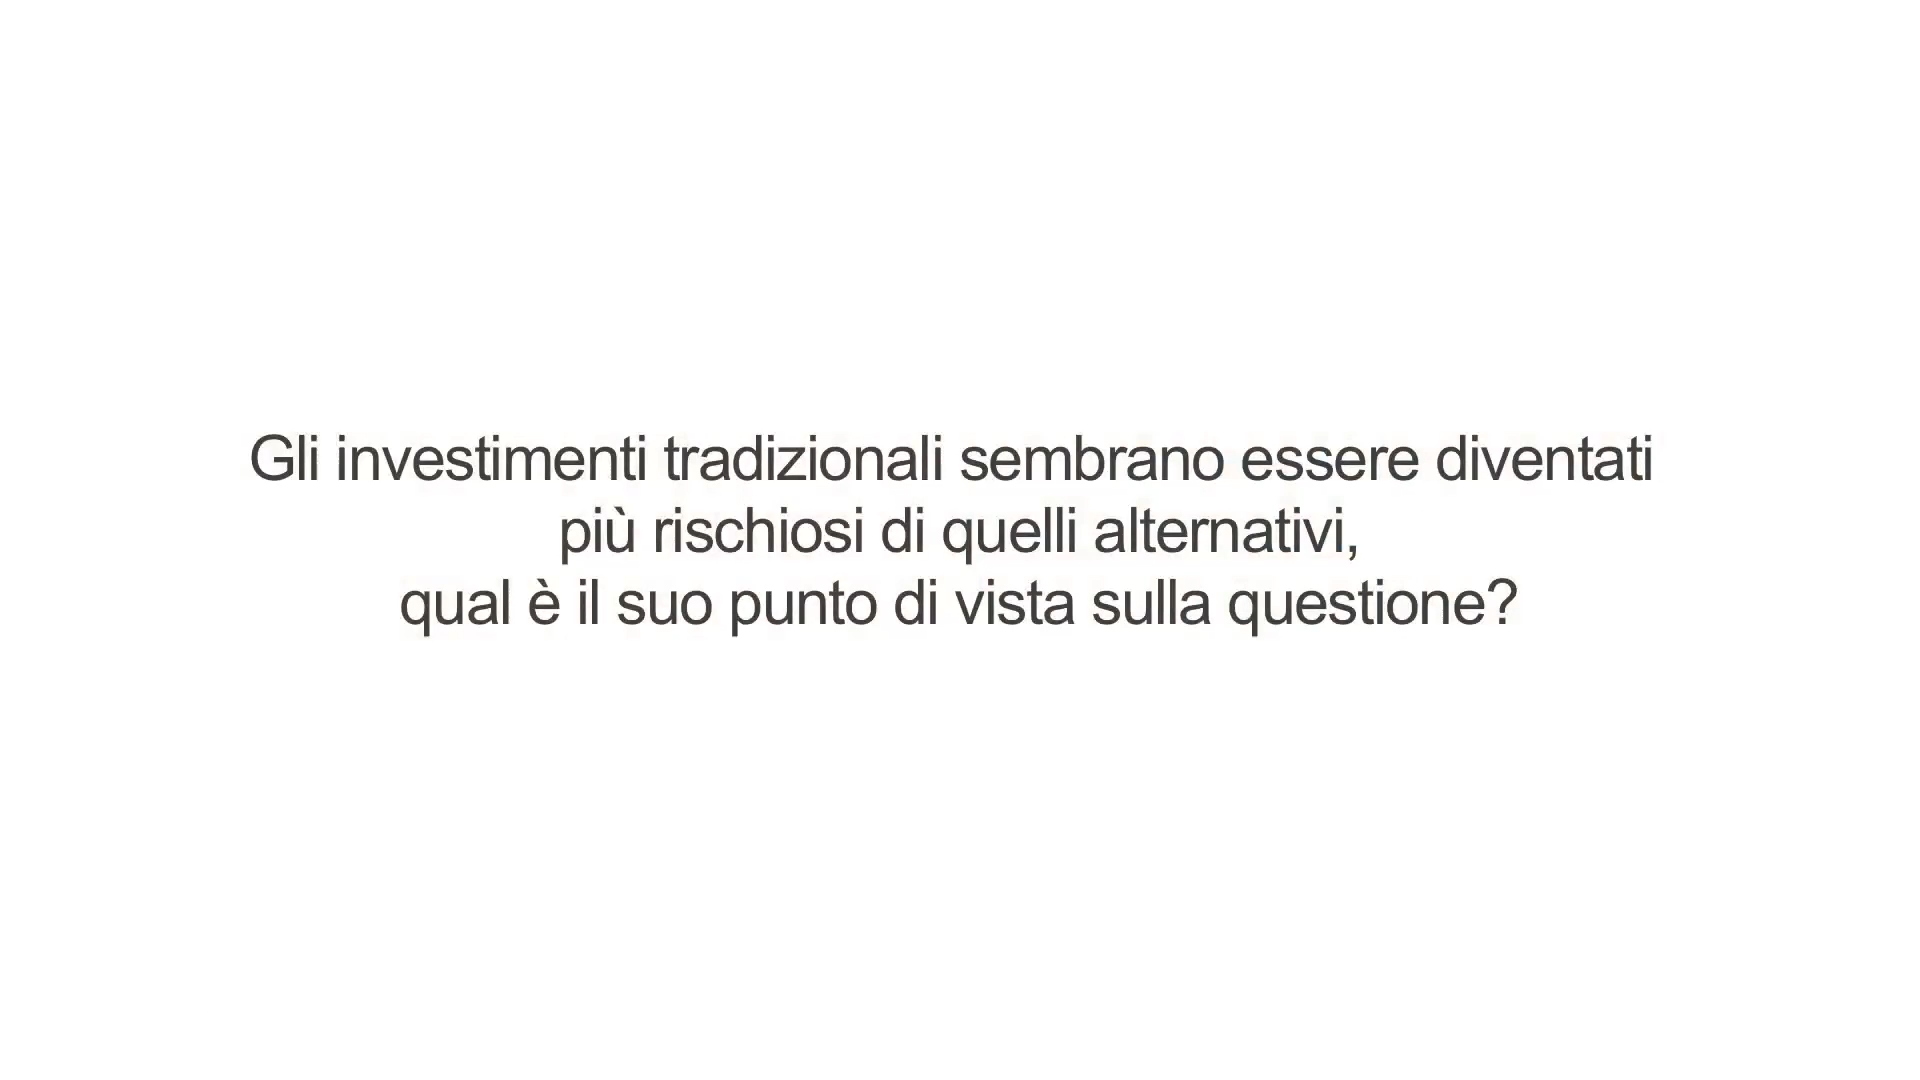 Gli investimenti tradizionali sembrano essere diventati
più rischiosi di quelli alternativi,
qual è il suo punto di vista sulla questione?